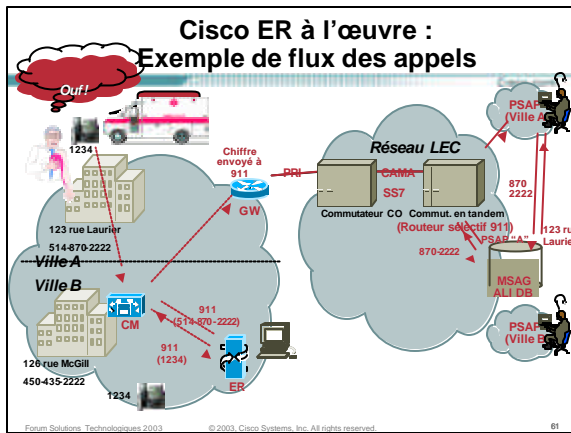 Cisco ER à l'œuvre :
Exemple de flux des appels
Ouf !
1234
PSAP
(Ville A)
Réseau LEC
Chiffre
envoyé à
911
PRI
CAMA
SS7
870
2222
GW
Commutateur CO
Commut. en tandem
(Routeur sélectif 911)
123 rue Laurier
514-870-2222
PSAP "A"
123 ru
Laurie
870-2222
Ville A
Ville B
MSAG
ALI DB
CM
911
(514-870-2222)
PSAP
(Ville B
911
(1234)
126 rue McGill
450-435-2222
ER
1234
Forum Solutions Technologiques 2003
© 2003, Cisco Systems, Inc. All rights reserved.
61